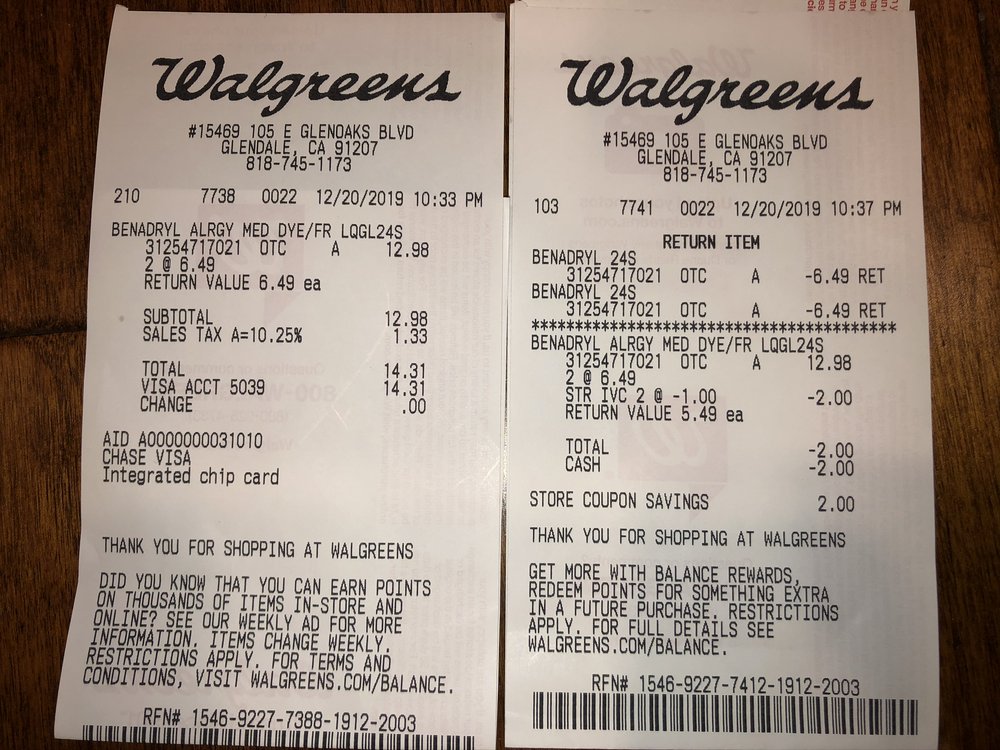 Walgreens
#15469 105 E GLENOAKS BLVD
GLENDALE, CA 91207
818-745-1173
210 7738 0022 12/20/2019 10:33 PM
BENADRYL ALRGY MED DYE/FR LQGL24S
31254717021 OTC A 12.98
2 @ 6.49
RETURN VALUE 6.49 ea
SUBTOTAL 12.98
SALES TAX A=10.25% 1.33
TOTAL 14.31
VISA ACCT 5039 14.31
CHANGE .00
AID A0000000031010
CHASE VISA
Integrated chip card
THANK YOU FOR SHOPPING AT WALGREENS
DID YOU KNOW THAT YOU CAN EARN POINTS
ON THOUSANDS OF ITEMS IN-STORE AND
ONLINE? SEE OUR WEEKLY AD FOR MORE
INFORMATION. ITEMS CHANGE WEEKLY.
RESTRICTIONS APPLY. FOR TERMS AND
CONDITIONS, VISIT WALGREENS.COM/BALANCE.
RFN# 1546-9227-7388-1912-2003
Walgreens
#15469 105 E GLENOAKS BLVD
GLENDALE, CA 91207
818-745-1173
103 7741 0022 12/20/2019 10:37 PM
RETURN ITEM
BENADRYL 24S
31254717021 OTC A -6.49 RET
BENADRYL 24S
31254717021 OTC A -6.49 RET
******************************************
BENADRYL ALRGY MED DYE/FR LQGL24S
31254717021 OTC A 12.98
2 @ 6.49
STR IVC 2 @ -1.00 -2.00
RETURN VALUE 5.49 ea
TOTAL -2.00
CASH -2.00
STORE COUPON SAVINGS 2.00
THANK YOU FOR SHOPPING AT WALGREENS
GET MORE WITH BALANCE REWARDS,
REDEEM POINTS FOR SOMETHING EXTRA
IN A FUTURE PURCHASE. RESTRICTIONS
APPLY. FOR FULL DETAILS SEE
WALGREENS.COM/BALANCE.
RFN# 1546-9227-7412-1912-2003